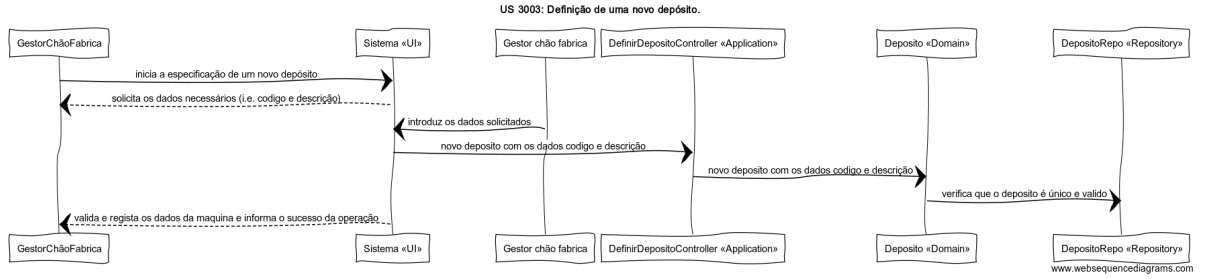 US 3003: Definição de uma novo depósito.
GestorChãoFabrica
Sistema «UI»
Gestor chão fabrica
DefinirDepositoController «Application»
Deposito «Domain»
DepositoRepo «Repository»
inicia a especificação de um novo depósito
solicita os dados necessários (i.e. codigo e descrição)
introduz os dados solicitados
novo deposito com os dados codigo e descrição
novo deposito com os dados codigo e descrição
verifica que o deposito é único e valido
valida e regista os dados da maquina e informa o sucesso da operação
GestorChãoFabrica
Sistema «UI»
Gestor chão fabrica
DefinirDepositoController «Application»
Deposito «Domain»
DepositoRepo «Repository»
www.websequencediagrams.com